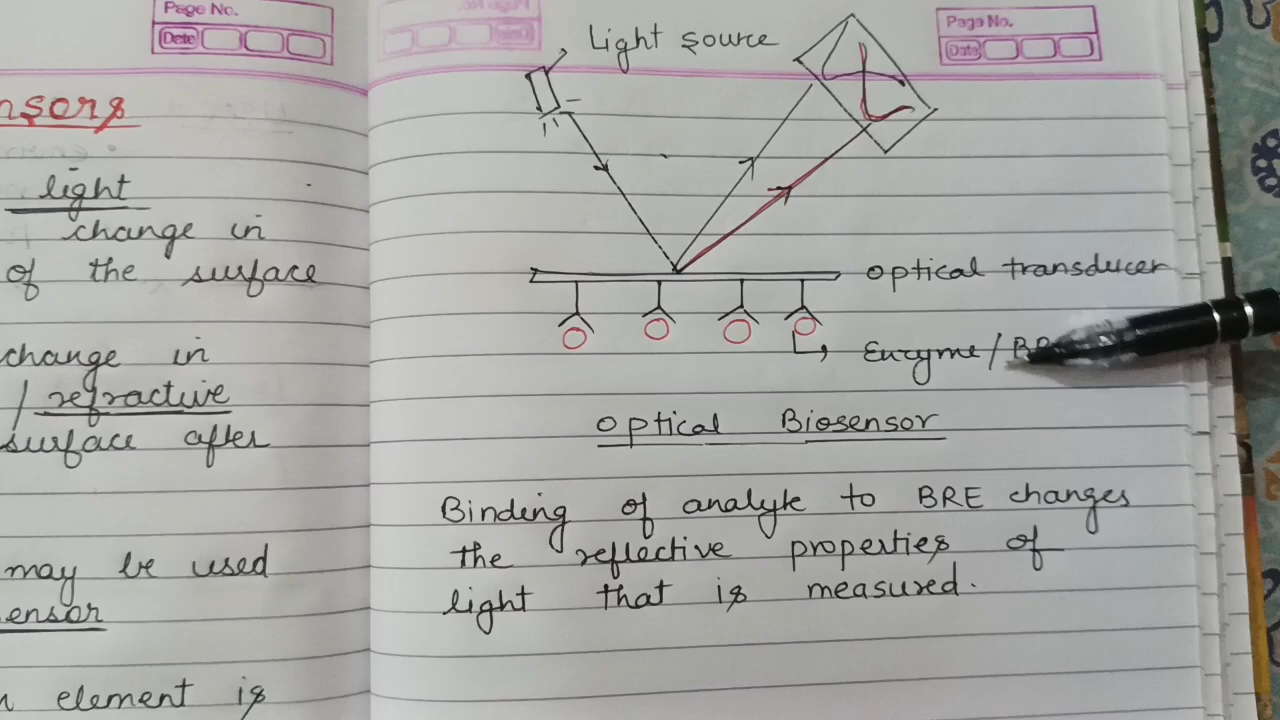 Page No.
Date
Page No.
Date
nsors
light
change in
of the surface
change in
/ refractive
surface after
may be used
ensor
element is
Light source
optical transducer
Enzyme/
Optical Biosensor
Binding of analyte to BRE changes
the reflective properties of
light that is measured.